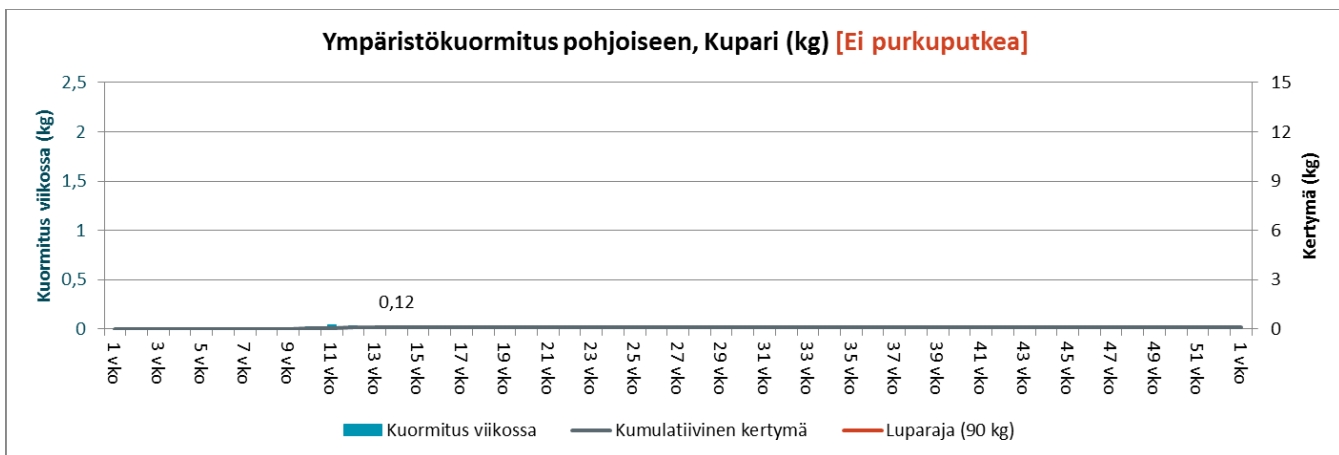 Ympäristökuormitus pohjoiseen, Kupari (kg) [Ei purkuputkea]
Kuormitus viikossa (kg)
2,5
2
1,5
1
0,5
0
15
12
9
6
3
0
Kertymä (kg)
0,12
1 vko
3 vko
5 vko
7 vko
9 vko
11 vko
13 vko
15 vko
17 vko
19 vko
21 vko
23 vko
25 vko
27 vko
29 vko
31 vko
33 vko
35 vko
37 vko
39 vko
41 vko
43 vko
45 vko
47 vko
49 vko
51 vko
1 vko
Kuormitus viikossa
Kumulatiivinen kertymä
Luparaja (90 kg)